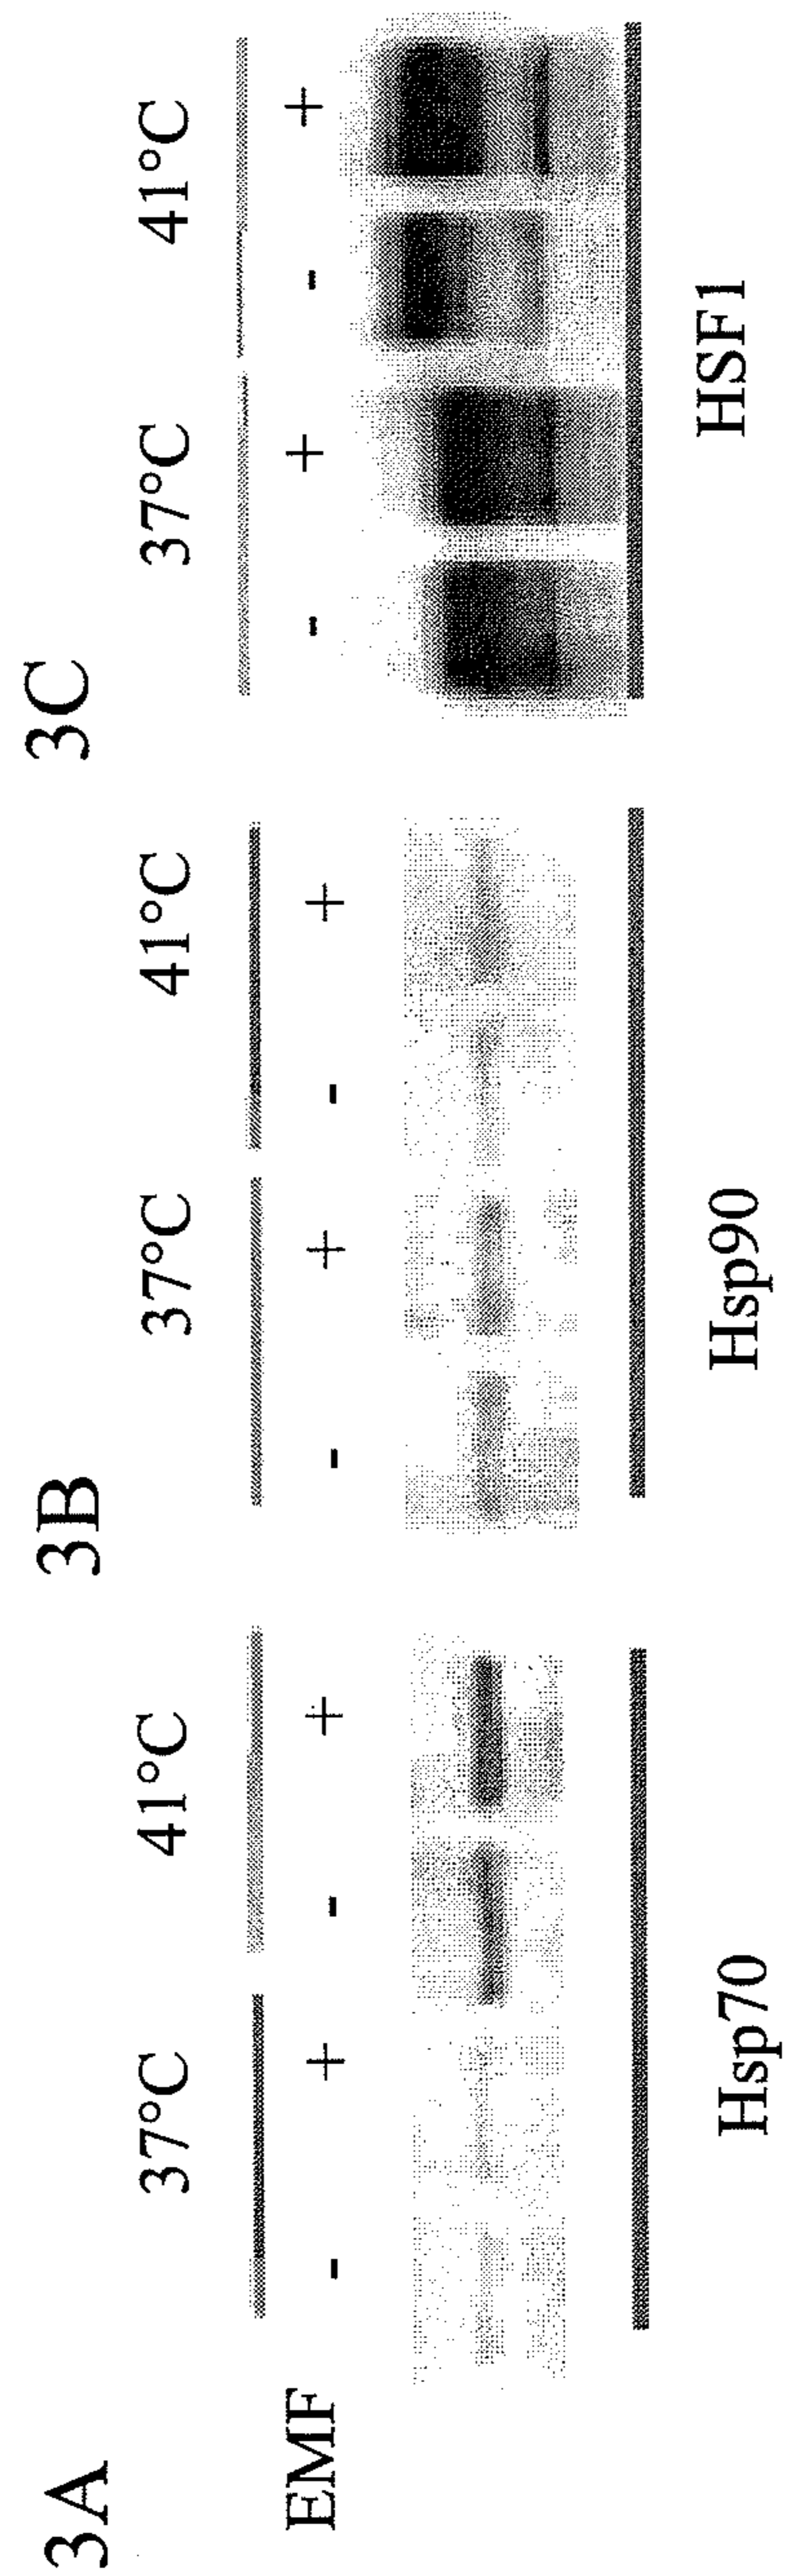 3A
37°C 41°C
EMF - + - +
Hsp70
3B
37°C 41°C
- + - +
Hsp90
3C
37°C 41°C
- + - +
HSF1